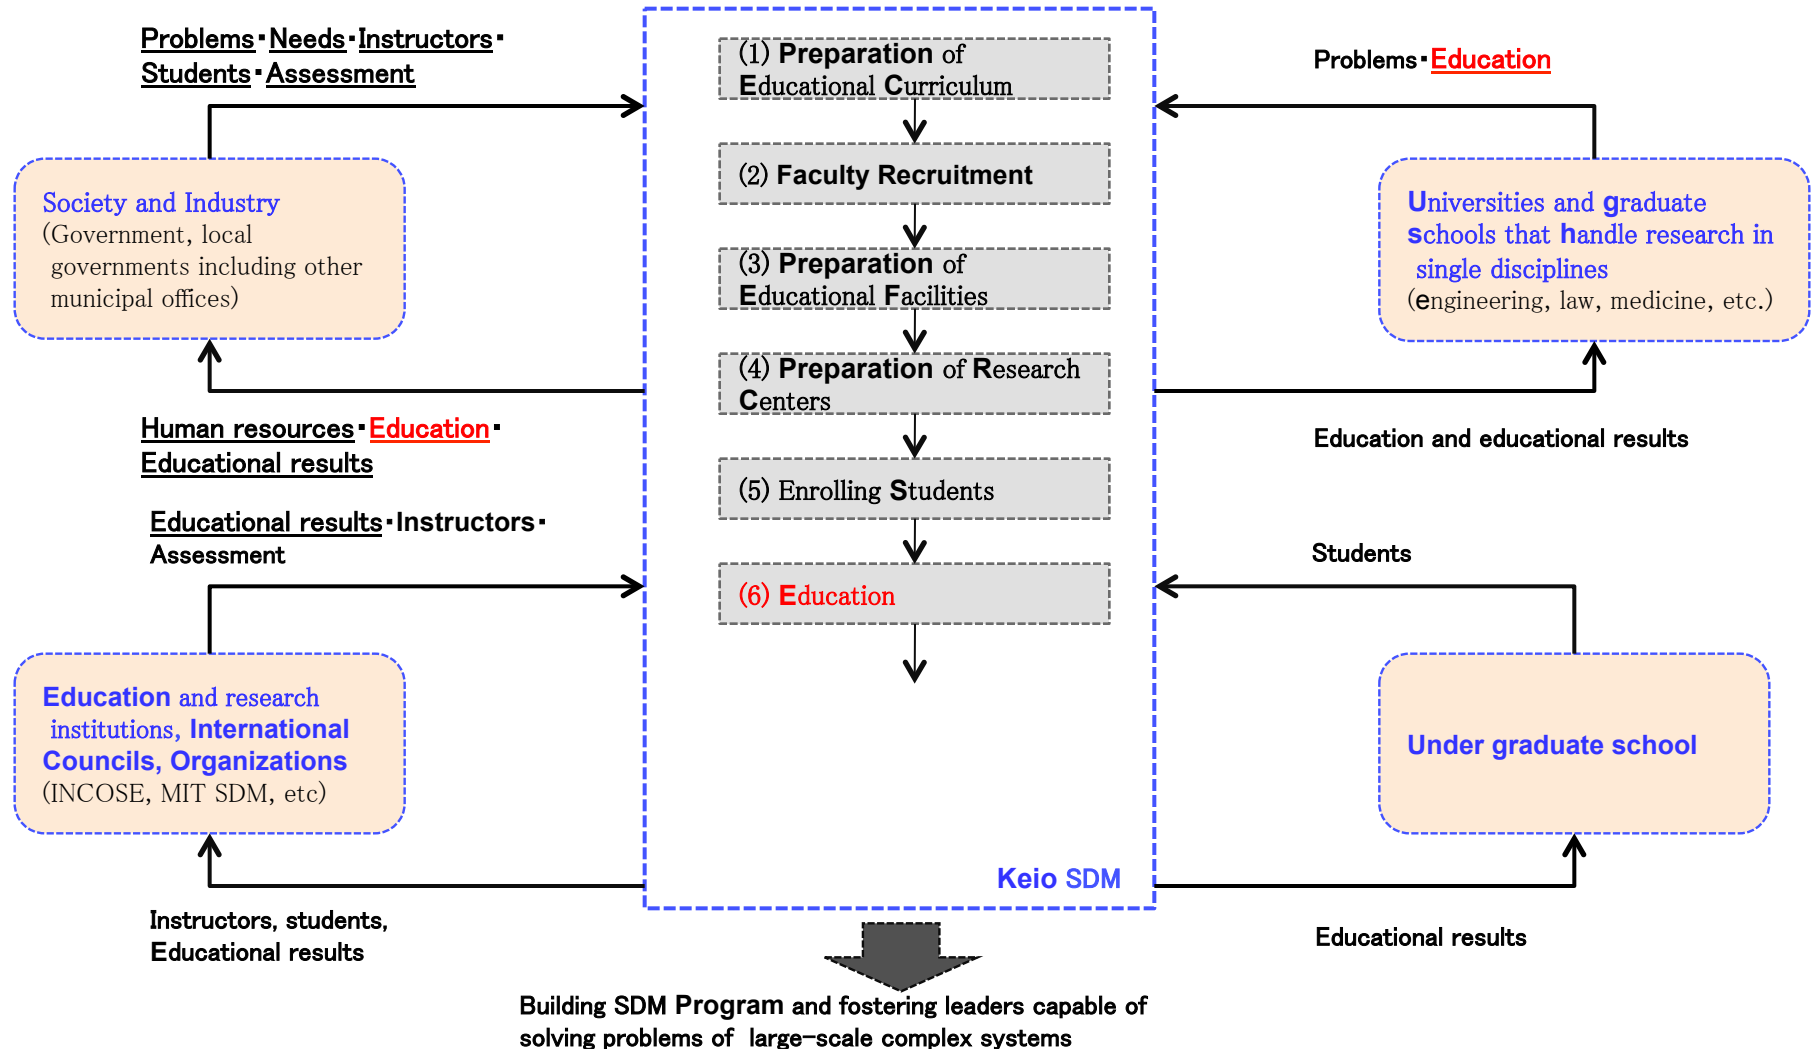 Problems・Needs・Instructors・
Students・Assessment
Society and Industry
(Government, local
governments including other
municipal offices)
Human resources・Education・
Educational results
Educational results・Instructors・
Assessment
Education and research
institutions, International
Councils, Organizations
(INCOSE, MIT SDM, etc)
Instructors, students,
Educational results
(1) Preparation of
Educational Curriculum
(2) Faculty Recruitment
(3) Preparation of
Educational Facilities
(4) Preparation of Research
Centers
(5) Enrolling Students
(6) Education
Keio SDM
Building SDM Program and fostering leaders capable of
solving problems of large-scale complex systems
Problems・Education
Universities and graduate
schools that handle research in
single disciplines
(engineering, law, medicine, etc.)
Education and educational results
Students
Under graduate school
Educational results